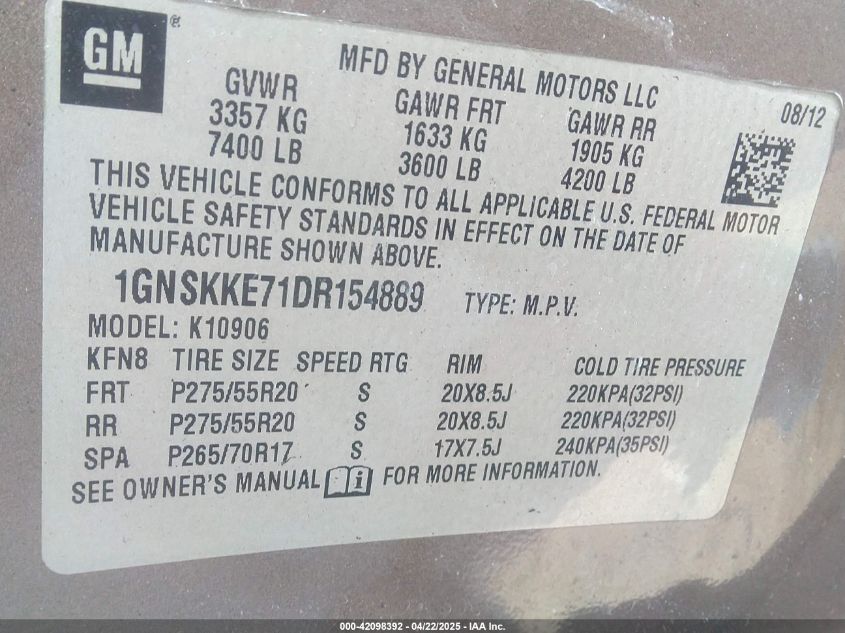 GM®
MFD BY GENERAL MOTORS LLC
08/12
GVWR GAWR FRT GAWR RR
3357 KG 1633 KG 1905 KG
7400 LB 3600 LB 4200 LB
THIS VEHICLE CONFORMS TO ALL APPLICABLE U.S. FEDERAL MOTOR
VEHICLE SAFETY STANDARDS IN EFFECT ON THE DATE OF
MANUFACTURE SHOWN ABOVE.
1GNSKKE71DR154889 TYPE: M.P.V.
MODEL: K10906
KFN8 TIRE SIZE SPEED RTG RIM COLD TIRE PRESSURE
FRT P275/55R20 S 20X8.5J 220KPA(32PSI)
RR P275/55R20 S 20X8.5J 220KPA(32PSI)
SPA P265/70R17 S 17X7.5J 240KPA(35PSI)
SEE OWNER'S MANUAL i FOR MORE INFORMATION.
000-42098392 - 04/22/2025 - IAA Inc.